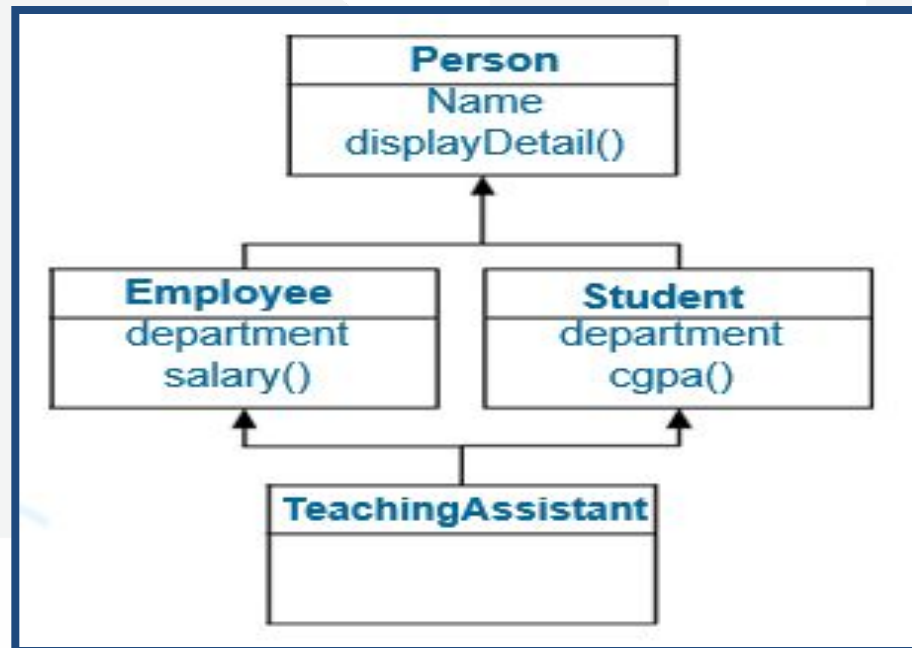 Person
Name
displayDetail()
Employee
department
salary()
Student
department
cgpa()
TeachingAssistant